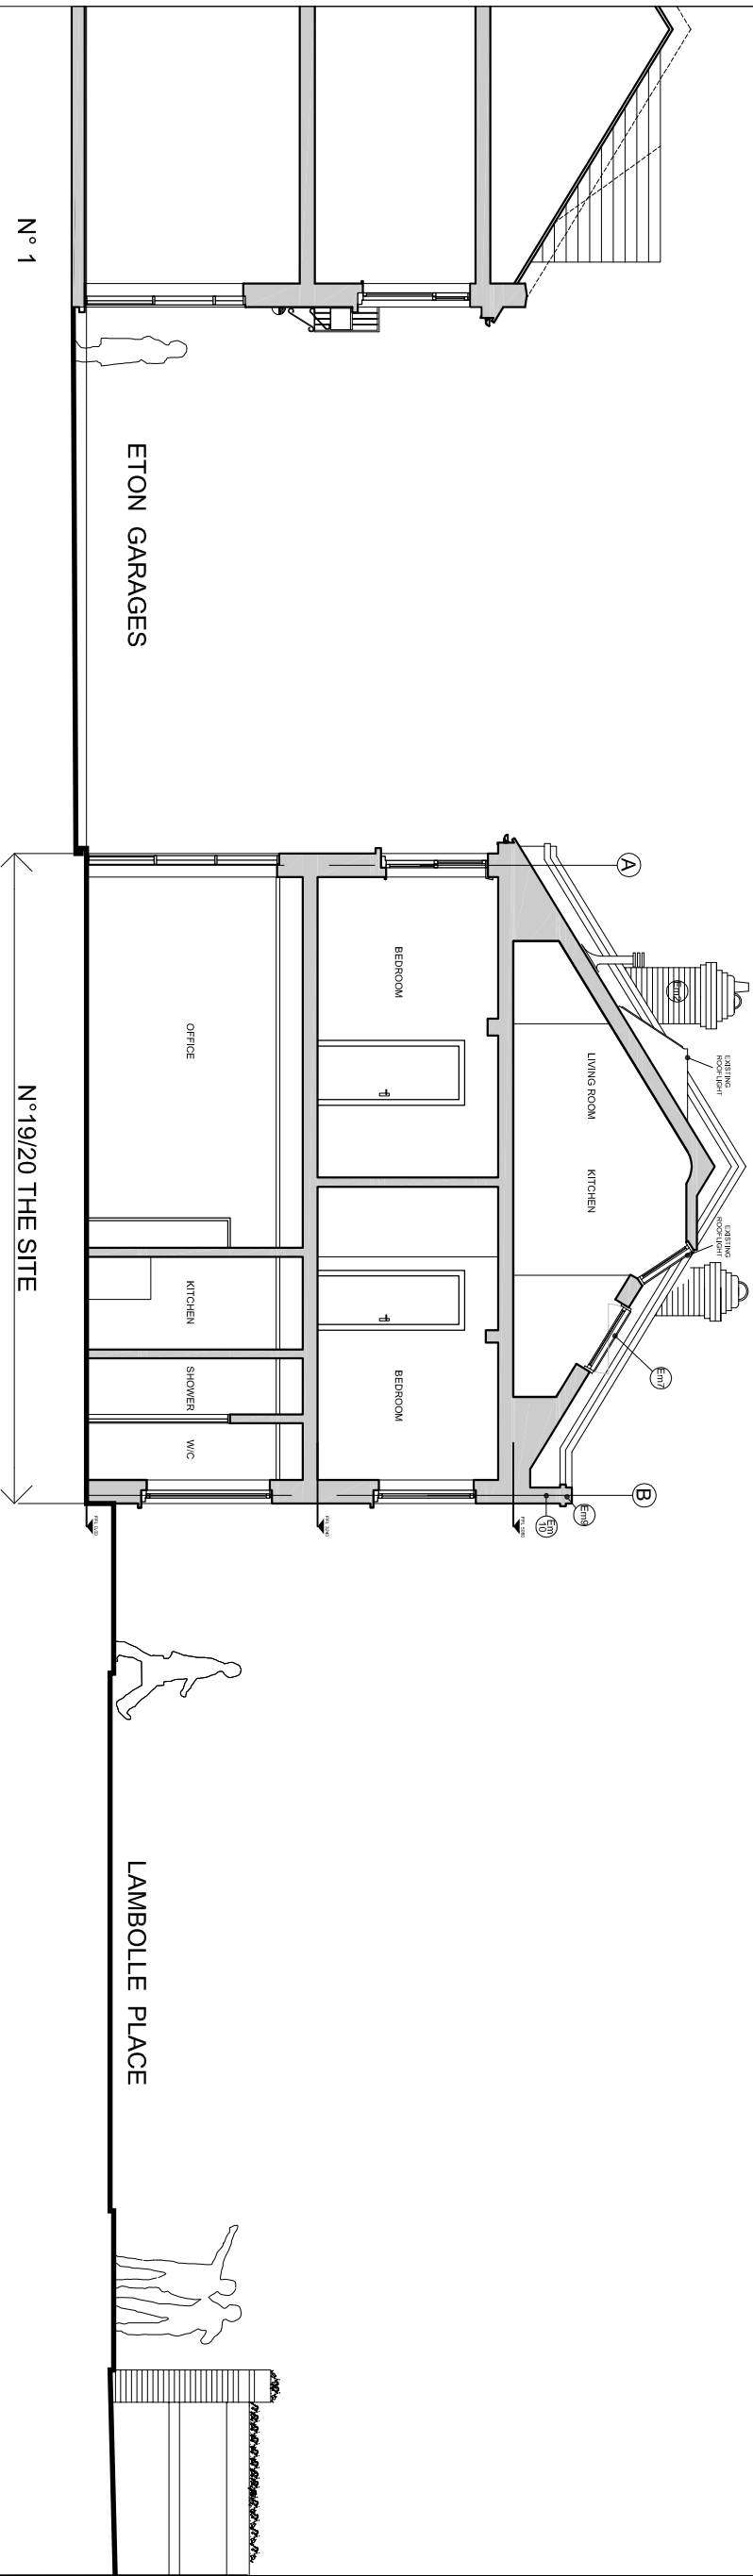 N° 1
ETON GARAGES
N°19/20 THE SITE
LAMBOLLE PLACE
A
B
Em2
EXISTING
ROOFLIGHT
EXISTING
ROOFLIGHT
Em7
Em9
Em
10
LIVING ROOM
KITCHEN
BEDROOM
BEDROOM
OFFICE
KITCHEN
SHOWER
W/C